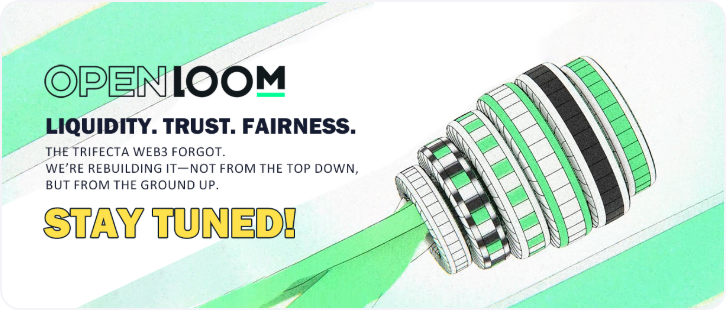 OPENLOOM
LIQUIDITY. TRUST. FAIRNESS.
THE TRIFECTA WEB3 FORGOT.
WE'RE REBUILDING IT—NOT FROM THE TOP DOWN,
BUT FROM THE GROUND UP.
STAY TUNED!